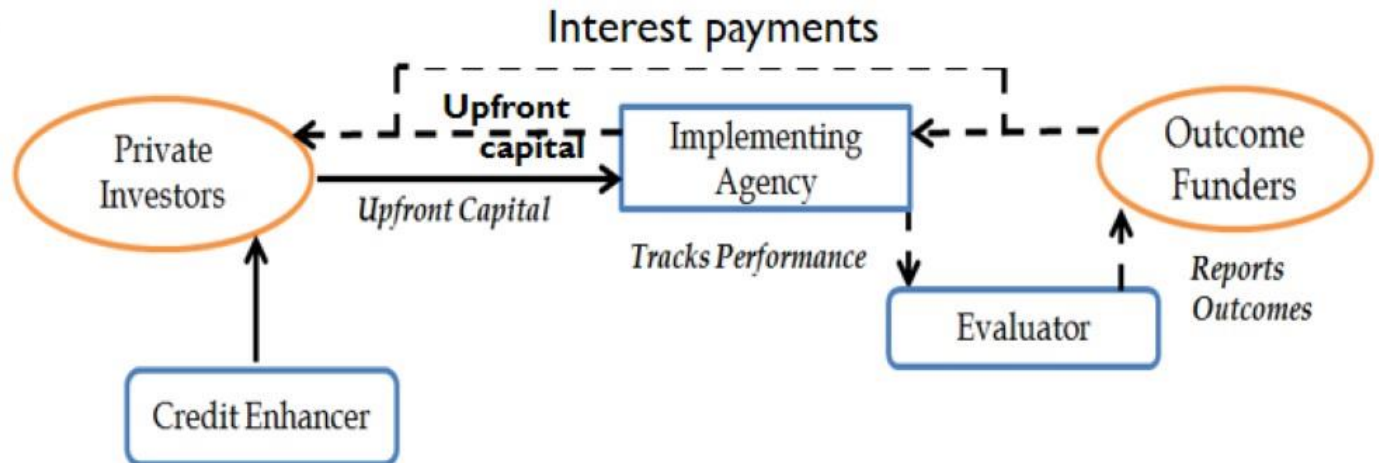 Interest payments
Upfront
capital
Private
Investors
Upfront Capital
Implementing
Agency
Outcome
Funders
Tracks Performance
Reports
Outcomes
Evaluator
Credit Enhancer